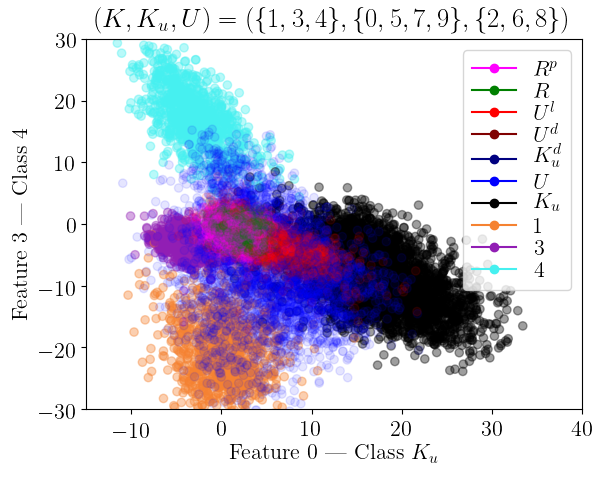 (K, K_u, U) = ({1, 3, 4}, {0, 5, 7, 9}, {2, 6, 8})
30
20
10
0
−10
−20
−30
Feature 3 — Class 4
R^p
R
U^l
U^d
K_u^d
U
K_u
1
3
4
−10
0
10
20
30
40
Feature 0 — Class K_u